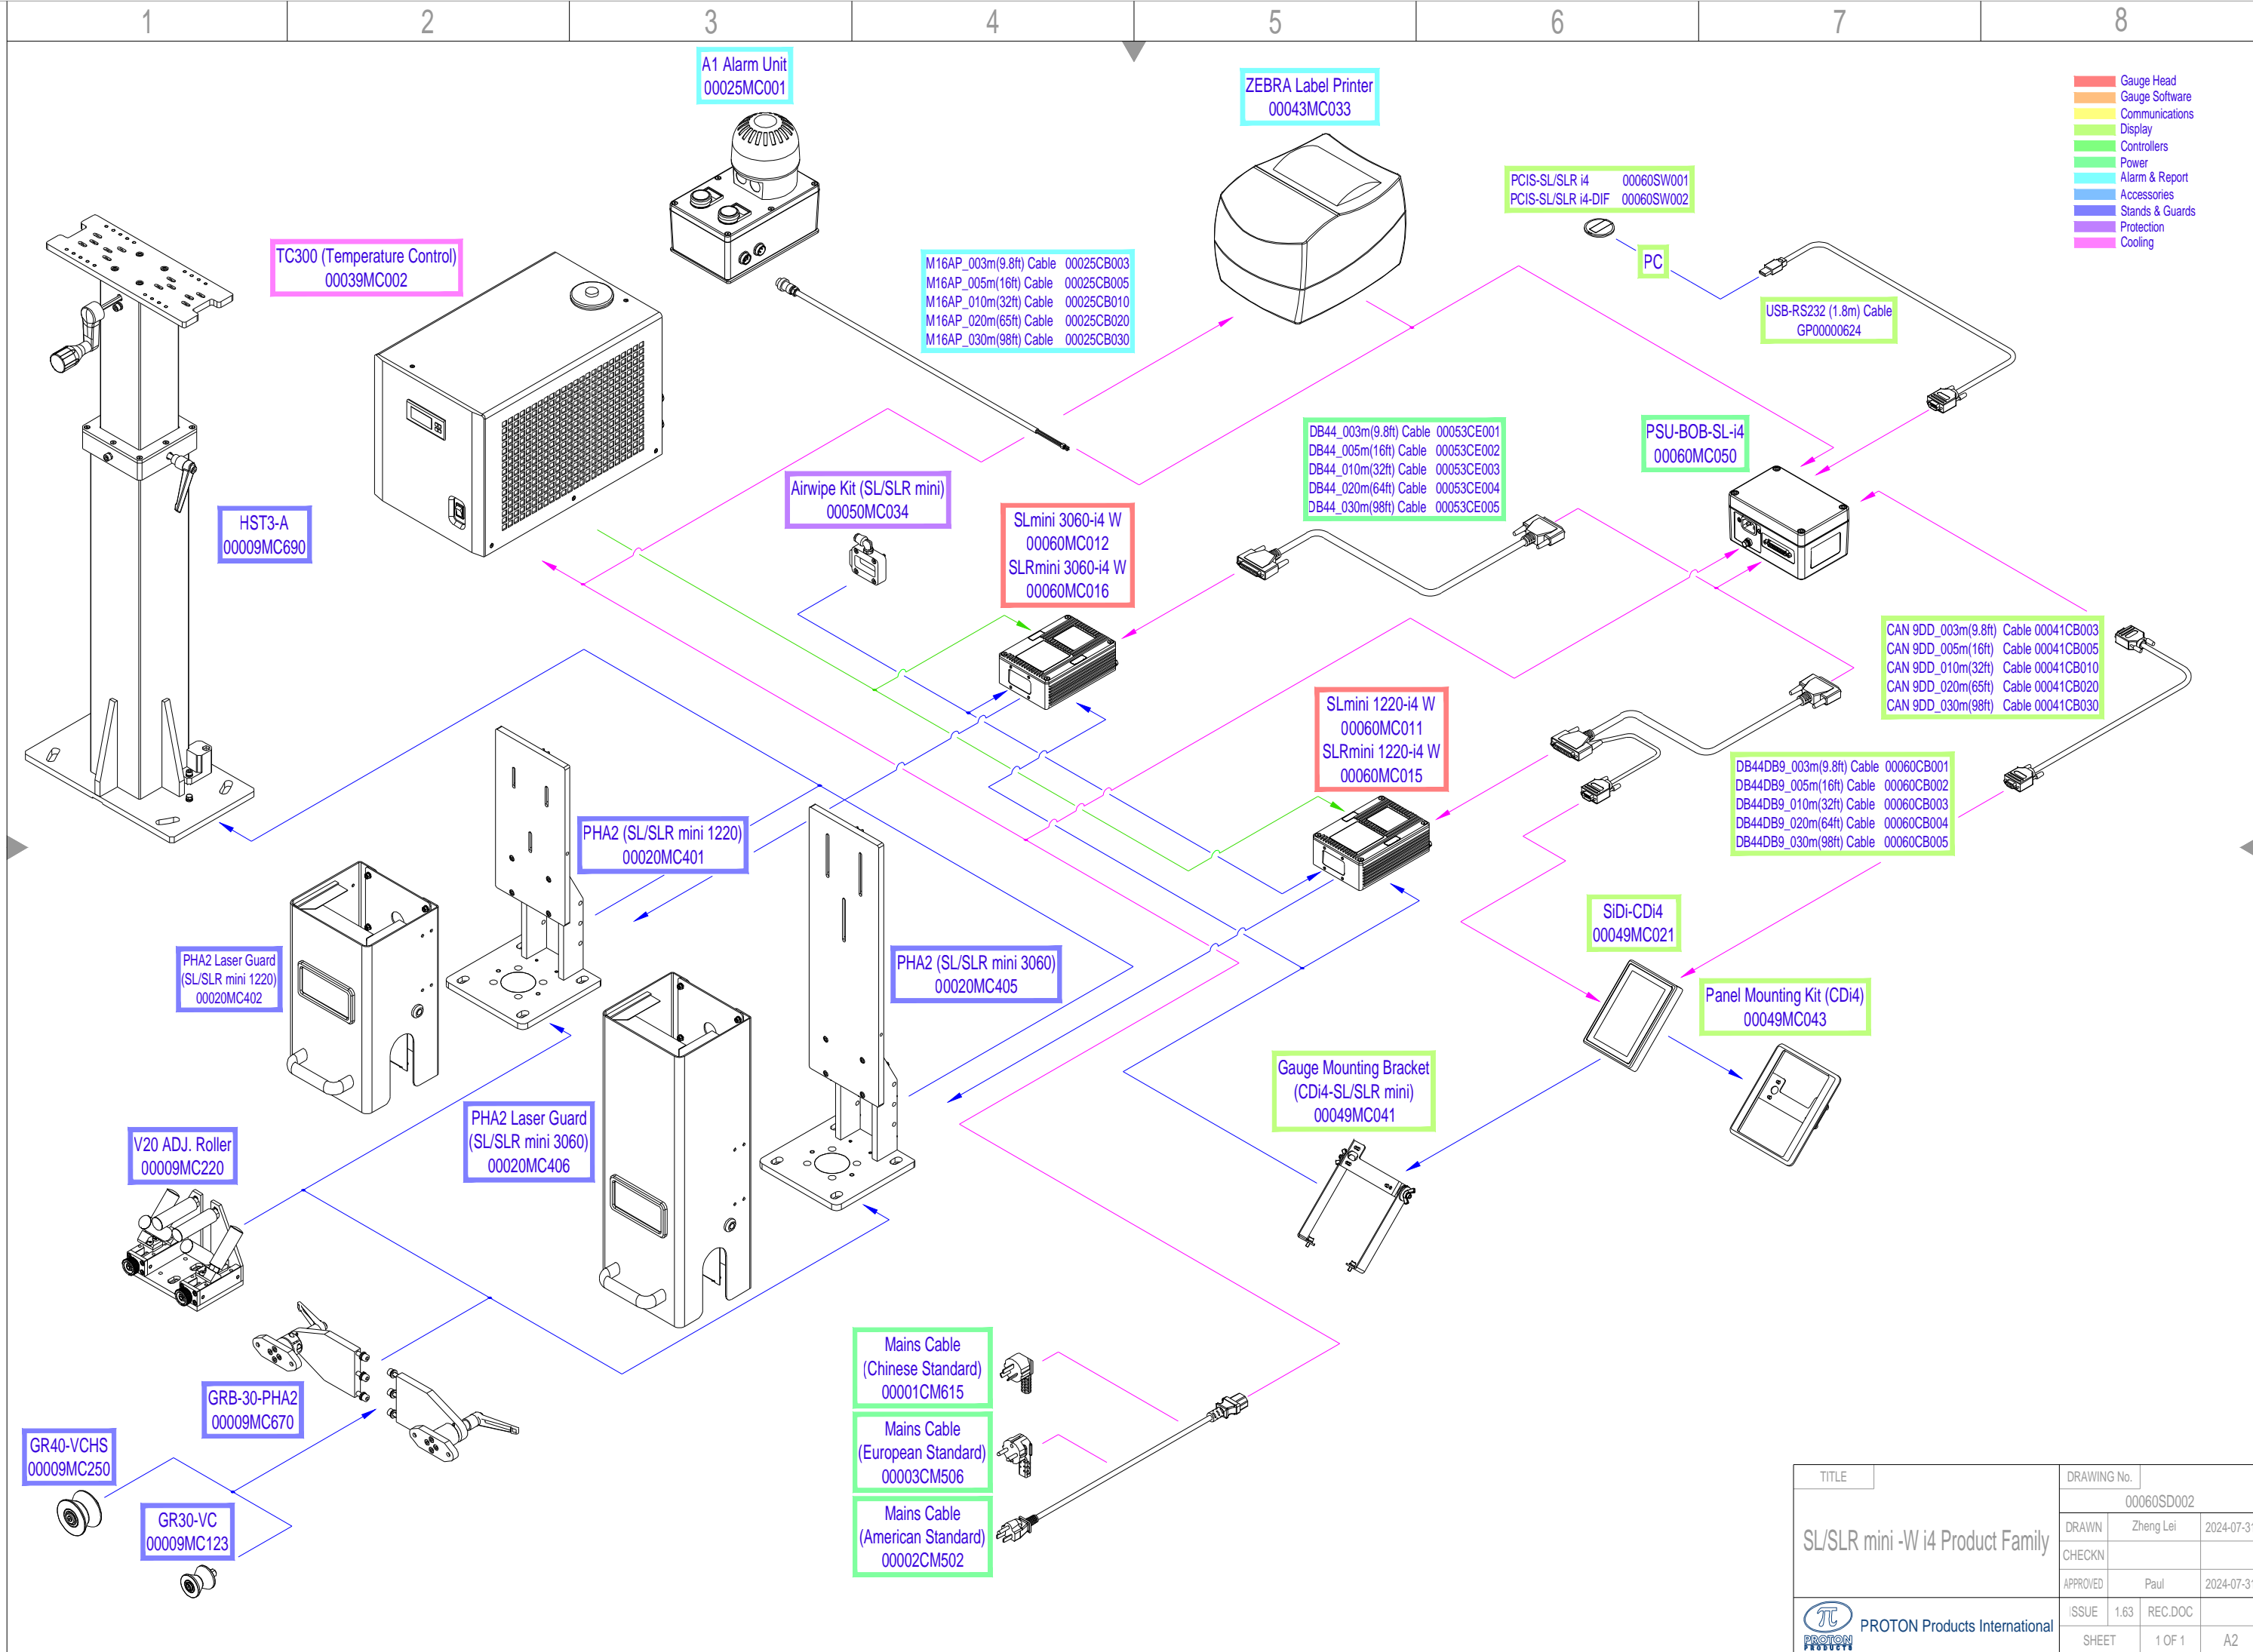 1 2 3 4 5 6 7 8
A1 Alarm Unit
00025MC001
ZEBRA Label Printer
00043MC033
Gauge Head
Gauge Software
Communications
Display
Controllers
Power
Alarm & Report
Accessories
Stands & Guards
Protection
Cooling
PCIS-SL/SLR i4 00060SW001
PCIS-SL/SLR i4-DIF 00060SW002
PC
TC300 (Temperature Control)
00039MC002
M16AP_003m(9.8ft) Cable 00025CB003
M16AP_005m(16ft) Cable 00025CB005
M16AP_010m(32ft) Cable 00025CB010
M16AP_020m(65ft) Cable 00025CB020
M16AP_030m(98ft) Cable 00025CB030
USB-RS232 (1.8m) Cable
GP00000624
DB44_003m(9.8ft) Cable 00053CE001
DB44_005m(16ft) Cable 00053CE002
DB44_010m(32ft) Cable 00053CE003
DB44_020m(64ft) Cable 00053CE004
DB44_030m(98ft) Cable 00053CE005
PSU-BOB-SL-i4
00060MC050
Airwipe Kit (SL/SLR mini)
00050MC034
HST3-A
00009MC690
SLmini 3060-i4 W
00060MC012
SLRmini 3060-i4 W
00060MC016
CAN 9DD_003m(9.8ft) Cable 00041CB003
CAN 9DD_005m(16ft) Cable 00041CB005
CAN 9DD_010m(32ft) Cable 00041CB010
CAN 9DD_020m(65ft) Cable 00041CB020
CAN 9DD_030m(98ft) Cable 00041CB030
SLmini 1220-i4 W
00060MC011
SLRmini 1220-i4 W
00060MC015
DB44DB9_003m(9.8ft) Cable 00060CB001
DB44DB9_005m(16ft) Cable 00060CB002
DB44DB9_010m(32ft) Cable 00060CB003
DB44DB9_020m(64ft) Cable 00060CB004
DB44DB9_030m(98ft) Cable 00060CB005
PHA2 (SL/SLR mini 1220)
00020MC401
SiDi-CDi4
00049MC021
PHA2 Laser Guard
(SL/SLR mini 1220)
00020MC402
PHA2 (SL/SLR mini 3060)
00020MC405
Panel Mounting Kit (CDi4)
00049MC043
Gauge Mounting Bracket
(CDi4-SL/SLR mini)
00049MC041
PHA2 Laser Guard
(SL/SLR mini 3060)
00020MC406
V20 ADJ. Roller
00009MC220
Mains Cable
(Chinese Standard)
00001CM615
GRB-30-PHA2
00009MC670
Mains Cable
(European Standard)
00003CM506
GR40-VCHS
00009MC250
GR30-VC
00009MC123
Mains Cable
(American Standard)
00002CM502
TITLE
SL/SLR mini -W i4 Product Family
DRAWING No.
00060SD002
DRAWN Zheng Lei 2024-07-31
CHECKN
APPROVED Paul 2024-07-31
ISSUE 1.63 REC.DOC
SHEET 1 OF 1 A2
PROTON PRODUCTS
PROTON Products International